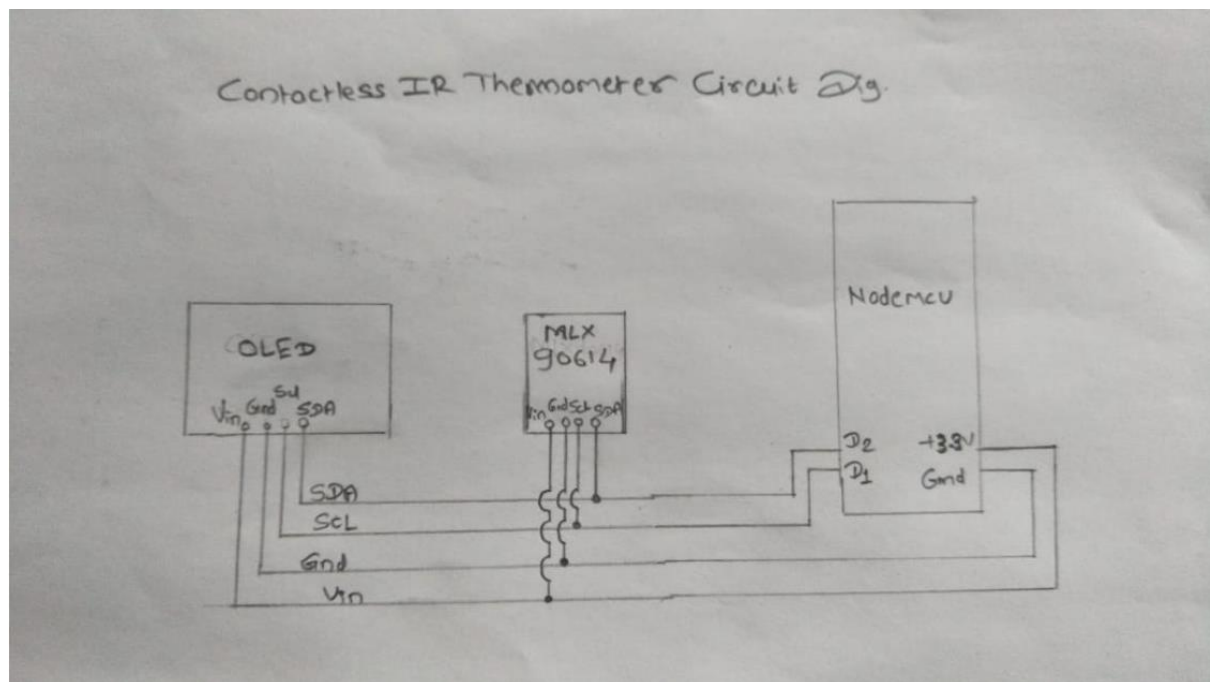 Contactless IR Thermometer Circuit Dig.
Nodemcu
OLED
MLX
90614
Vin Gnd Scl SDA
Vin Gnd Scl SDA
D2 +3.3V
D1 Gnd
SDA
SCL
Gnd
Vin